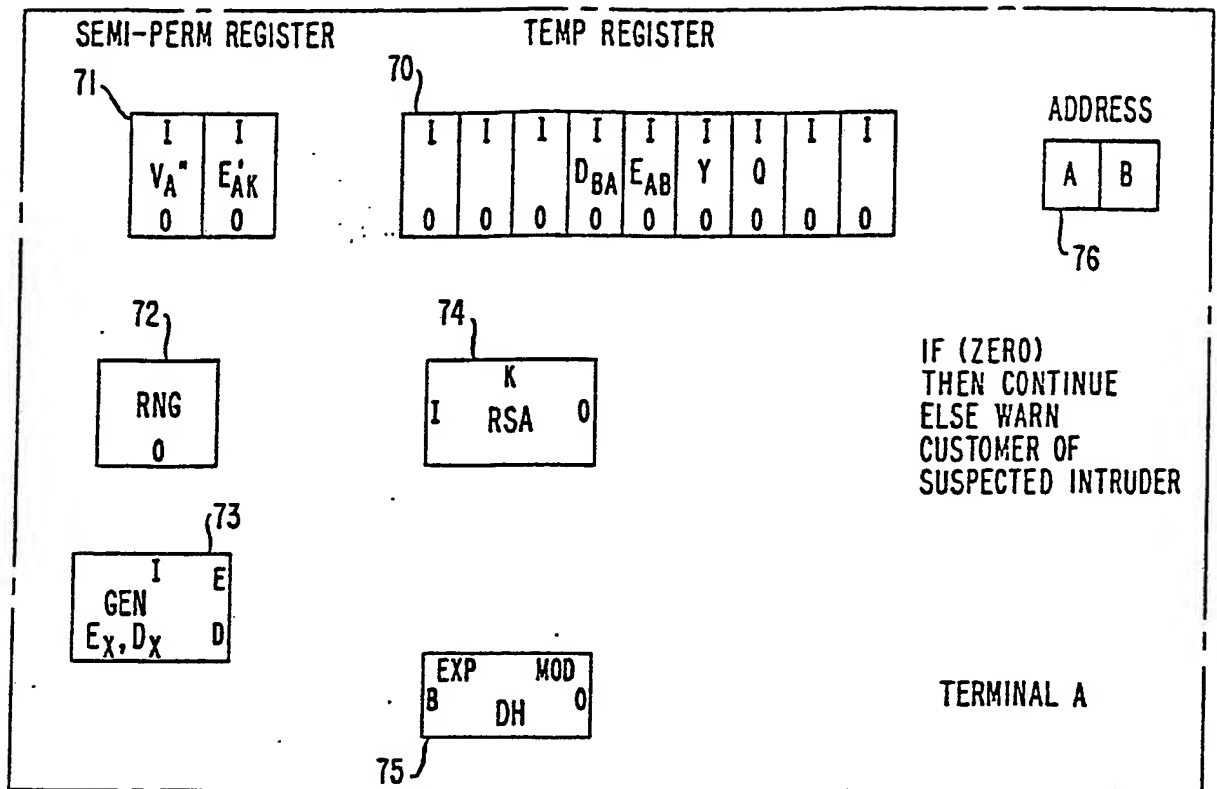 SEMI-PERM REGISTER
TEMP REGISTER
71
70
I I
V_A" E'_AK
0 0
I I I I I I I I I
D_BA E_AB Y Q
0 0 0 0 0 0 0 0 0
ADDRESS
A B
76
72
RNG
0
74
K
I RSA 0
IF (ZERO)
THEN CONTINUE
ELSE WARN
CUSTOMER OF
SUSPECTED INTRUDER
73
I E
GEN
E_X, D_X D
EXP MOD
B 0
DH
75
TERMINAL A